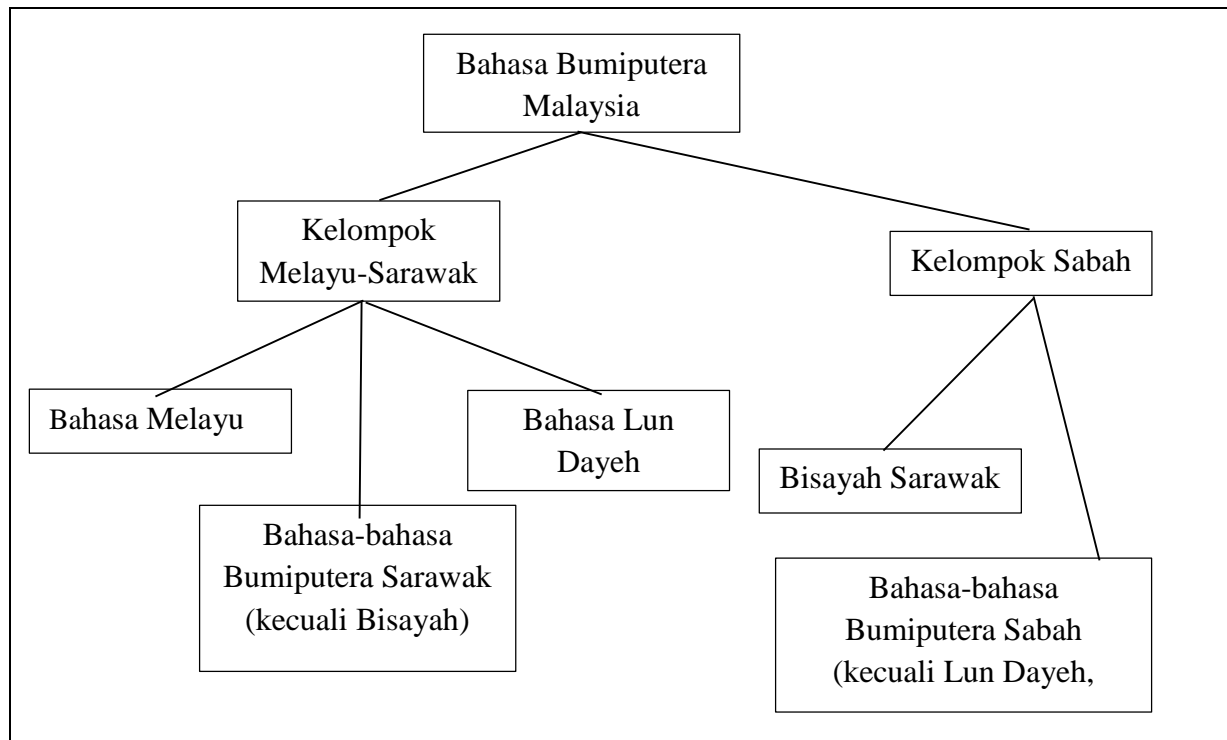 Bahasa Bumiputera
Malaysia
Kelompok
Melayu-Sarawak
Kelompok Sabah
Bahasa Melayu
Bahasa Lun
Dayeh
Bisayah Sarawak
Bahasa-bahasa
Bumiputera Sarawak
(kecuali Bisayah)
Bahasa-bahasa
Bumiputera Sabah
(kecuali Lun Dayeh,